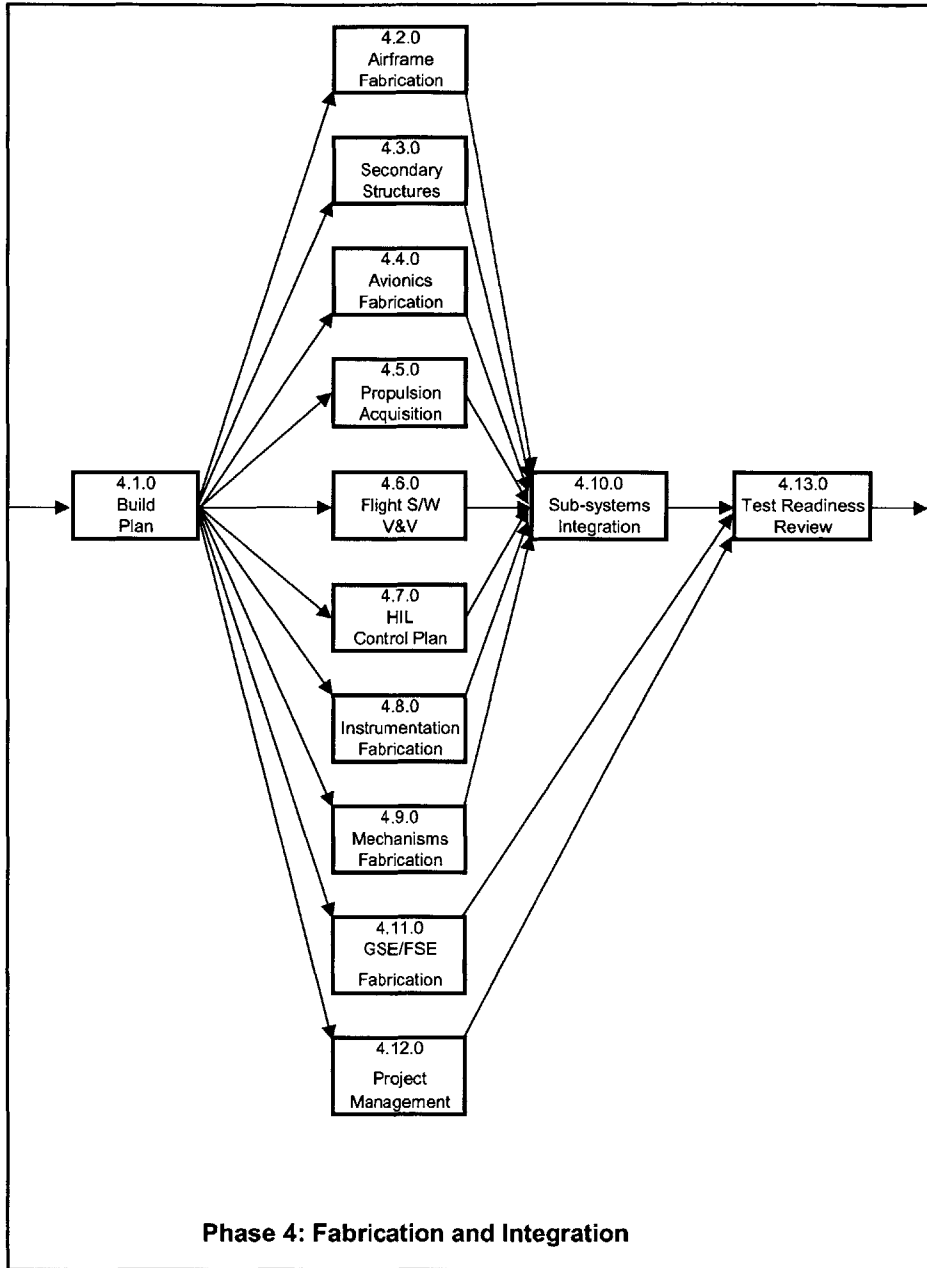 4.2.0
Airframe
Fabrication
4.3.0
Secondary
Structures
4.4.0
Avionics
Fabrication
4.5.0
Propulsion
Acquisition
4.1.0
Build
Plan
4.6.0
Flight S/W
V&V
4.10.0
Sub-systems
Integration
4.13.0
Test Readiness
Review
4.7.0
HIL
Control Plan
4.8.0
Instrumentation
Fabrication
4.9.0
Mechanisms
Fabrication
4.11.0
GSE/FSE
Fabrication
4.12.0
Project
Management
Phase 4: Fabrication and Integration